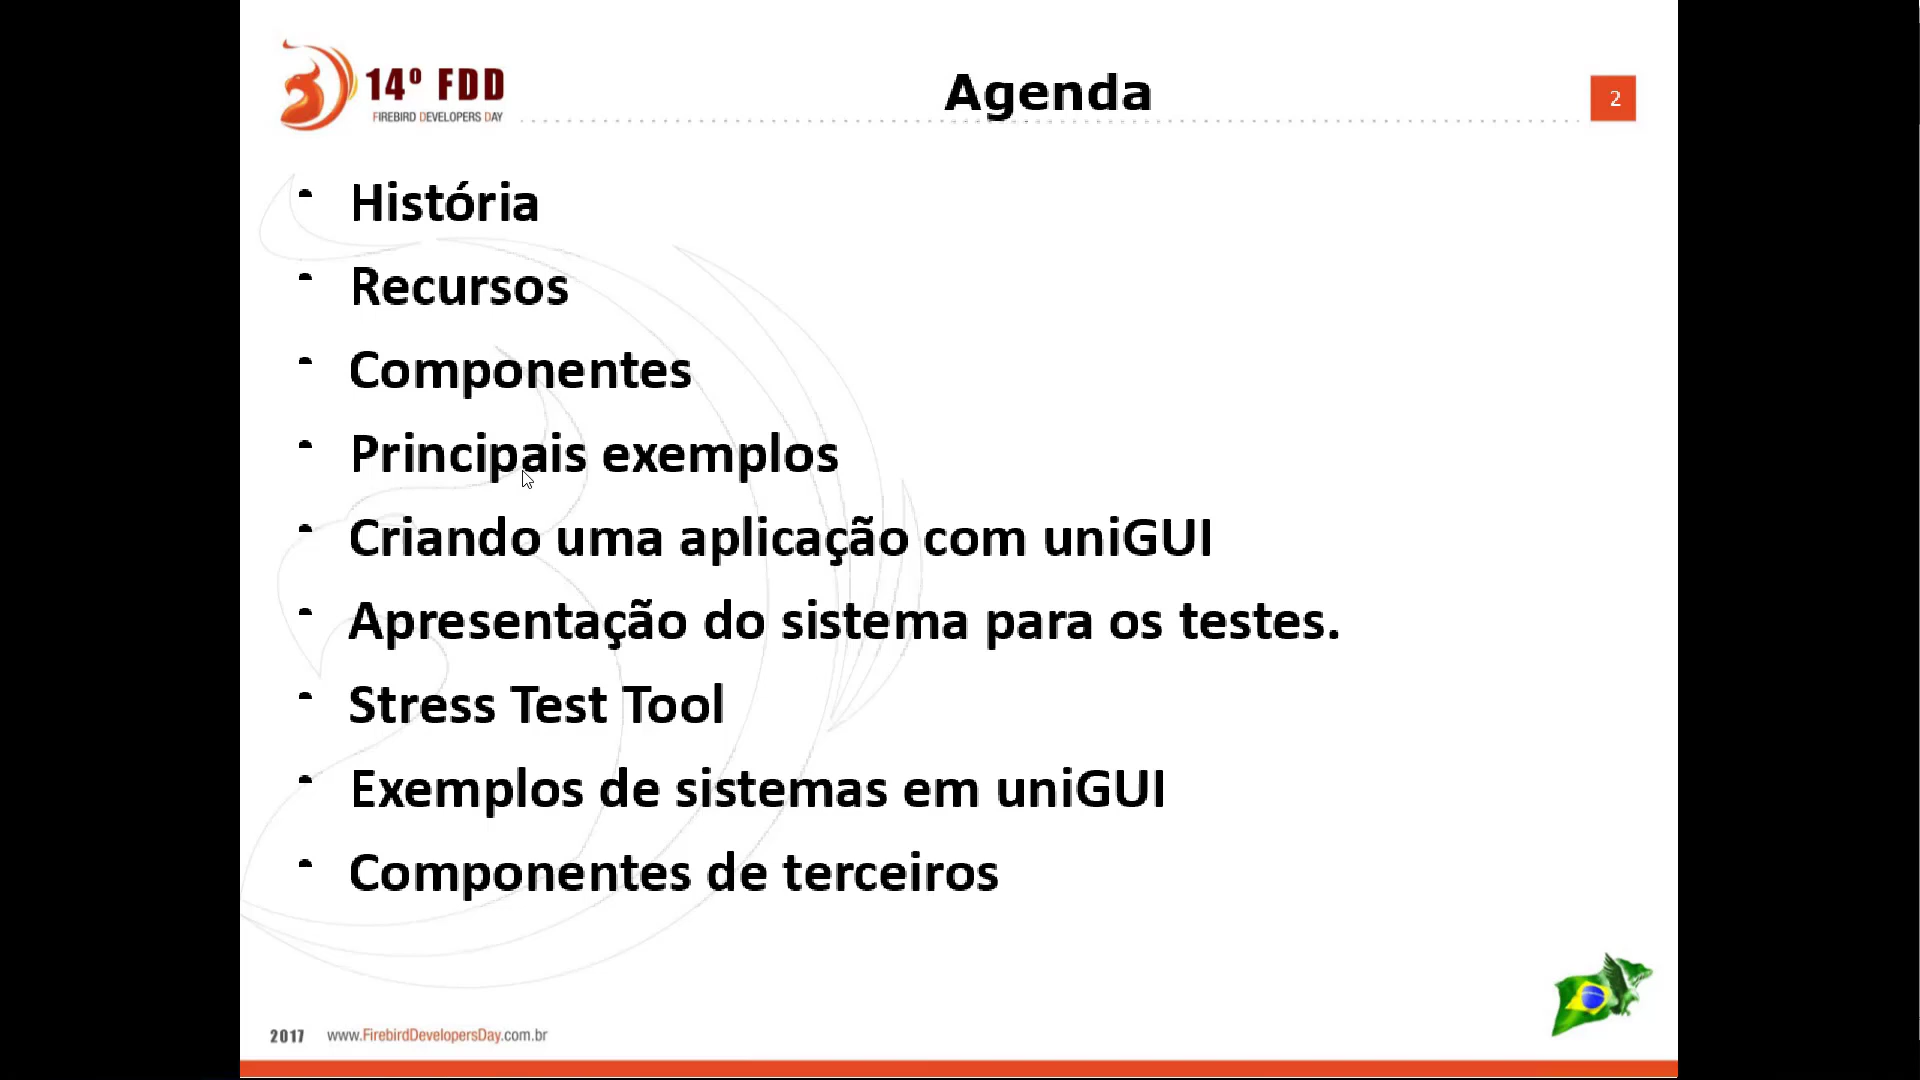 14º FDD
FIREBIRD DEVELOPERS DAY
Agenda
2
História
Recursos
Componentes
Principais exemplos
Criando uma aplicação com uniGUI
Apresentação do sistema para os testes.
Stress Test Tool
Exemplos de sistemas em uniGUI
Componentes de terceiros
2017 www.FirebirdDevelopersDay.com.br